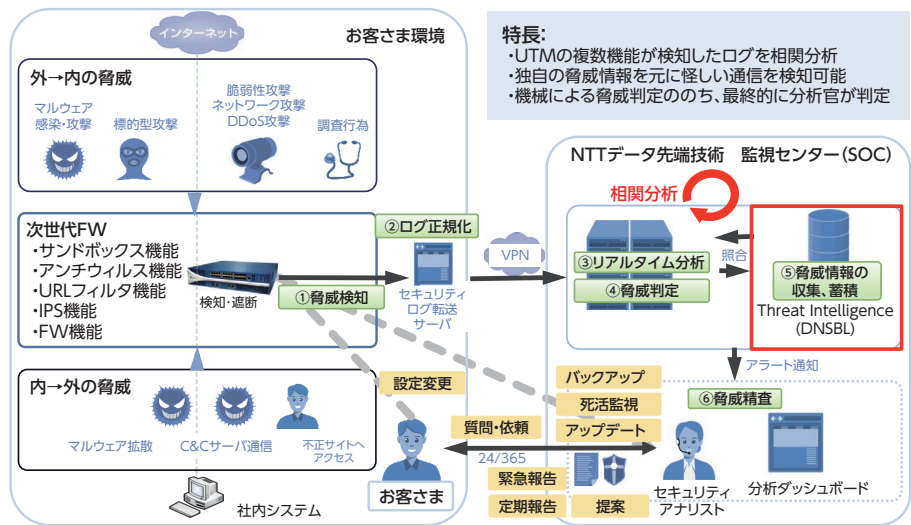 インターネット
お客さま環境
特長:
・UTMの複数機能が検知したログを相関分析
・独自の脅威情報を元に怪しい通信を検知可能
・機械による脅威判定ののち、最終的に分析官が判定
外→内の脅威
マルウェア
感染・攻撃
標的型攻撃
脆弱性攻撃
ネットワーク攻撃
DDoS攻撃
調査行為
NTTデータ先端技術 監視センター(SOC)
相関分析
次世代FW
・サンドボックス機能
・アンチウィルス機能
・URLフィルタ機能
・IPS機能
・FW機能
検知・遮断
①脅威検知
②ログ正規化
セキュリティ
ログ転送
サーバ
VPN
③リアルタイム分析
④脅威判定
照合
⑤脅威情報の
収集、蓄積
Threat Intelligence
(DNSBL)
アラート通知
内→外の脅威
マルウェア拡散
C&Cサーバ通信
不正サイトへ
アクセス
社内システム
設定変更
お客さま
質問・依頼
24/365
緊急報告
定期報告
バックアップ
死活監視
アップデート
提案
⑥脅威精査
セキュリティ
アナリスト
分析ダッシュボード